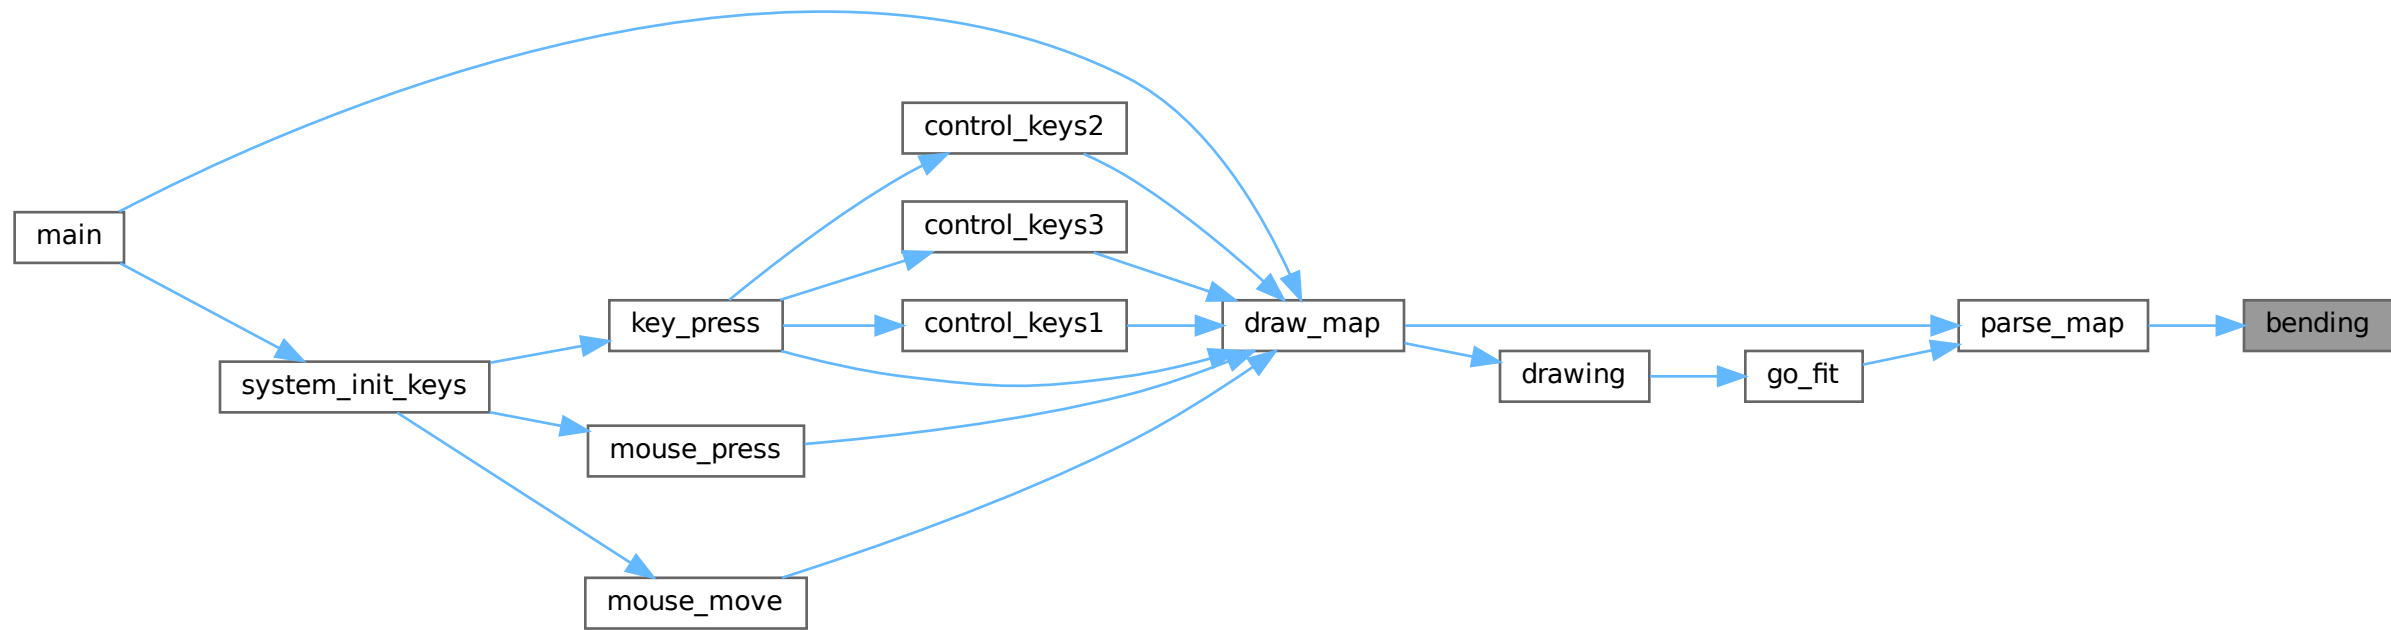 main
system_init_keys
key_press
mouse_press
mouse_move
control_keys2
control_keys3
control_keys1
draw_map
drawing
go_fit
parse_map
bending